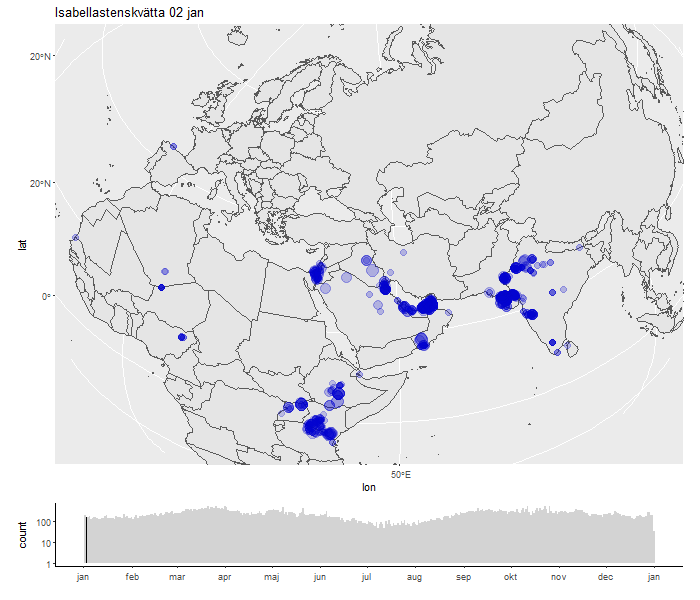 Isabellastenskvätta 02 jan
20°N
20°N
0°
lat
50°E
lon
count
100
10
1
jan feb mar apr maj jun jul aug sep okt nov dec jan